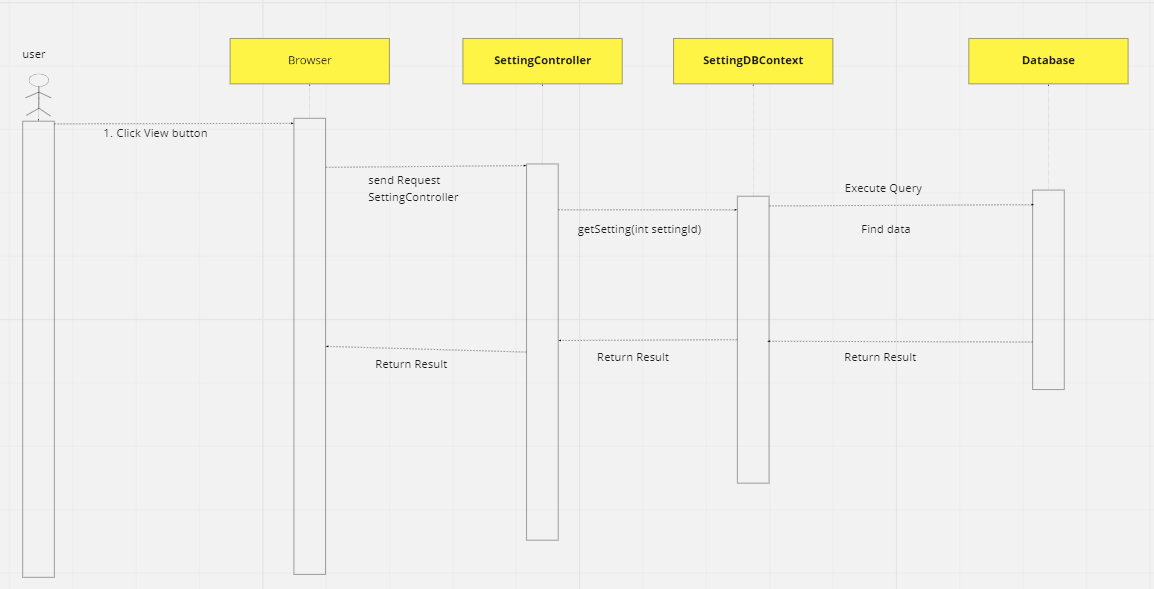 user
Browser
SettingController
SettingDBContext
Database
1. Click View button
send Request
SettingController
getSetting(int settingId)
Execute Query
Find data
Return Result
Return Result
Return Result